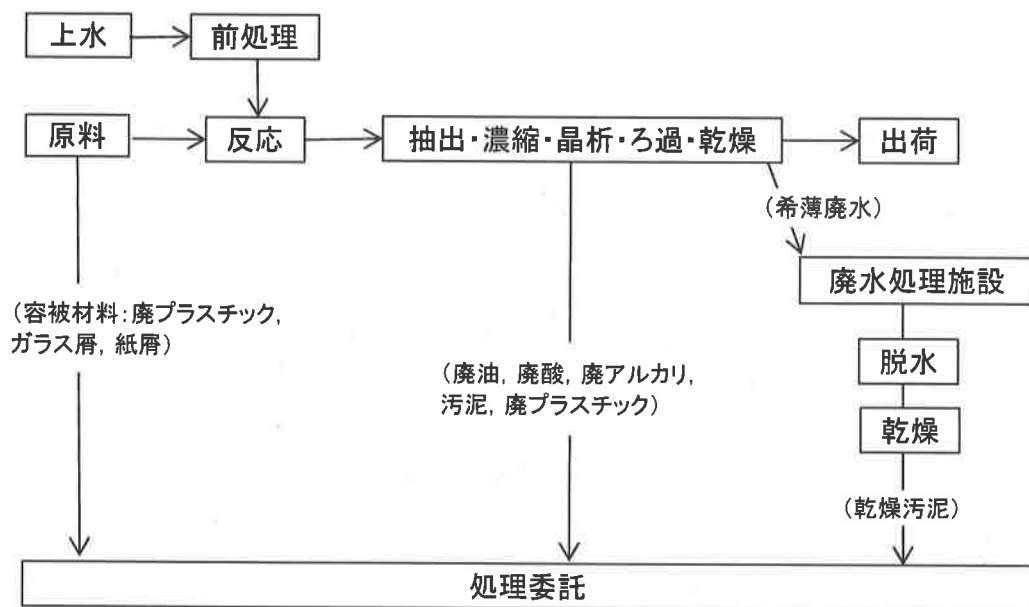 上水
前処理
原料
反応
抽出・濃縮・晶析・ろ過・乾燥
出荷
(希薄廃水)
廃水処理施設
(容被材料:廃プラスチック,
ガラス屑, 紙屑)
脱水
(廃油, 廃酸, 廃アルカリ,
汚泥, 廃プラスチック)
乾燥
(乾燥汚泥)
処理委託